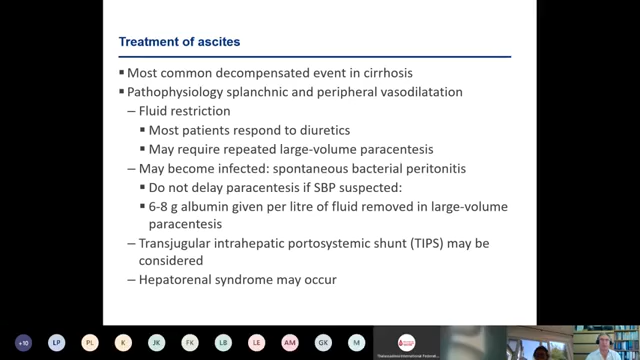 Treatment of ascites
▪ Most common decompensated event in cirrhosis
▪ Pathophysiology splanchnic and peripheral vasodilatation
– Fluid restriction
▪ Most patients respond to diuretics
▪ May require repeated large-volume paracentesis
– May become infected: spontaneous bacterial peritonitis
▪ Do not delay paracentesis if SBP suspected:
▪ 6-8 g albumin given per litre of fluid removed in large-volume
paracentesis
– Transjugular intrahepatic portosystemic shunt (TIPS) may be
considered
– Hepatorenal syndrome may occur
+10 LP PL K JK FK LB LE AM GK M